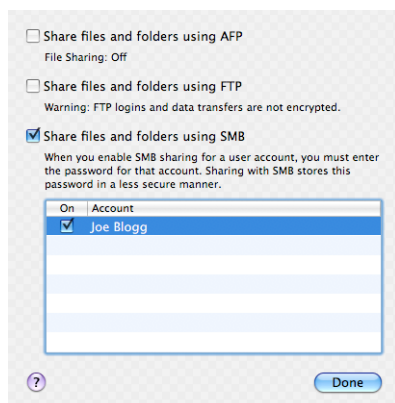 Share files and folders using AFP
File Sharing: Off
Share files and folders using FTP
Warning: FTP logins and data transfers are not encrypted.
Share files and folders using SMB
When you enable SMB sharing for a user account, you must enter
the password for that account. Sharing with SMB stores this
password in a less secure manner.
On Account
Joe Blogg
? Done